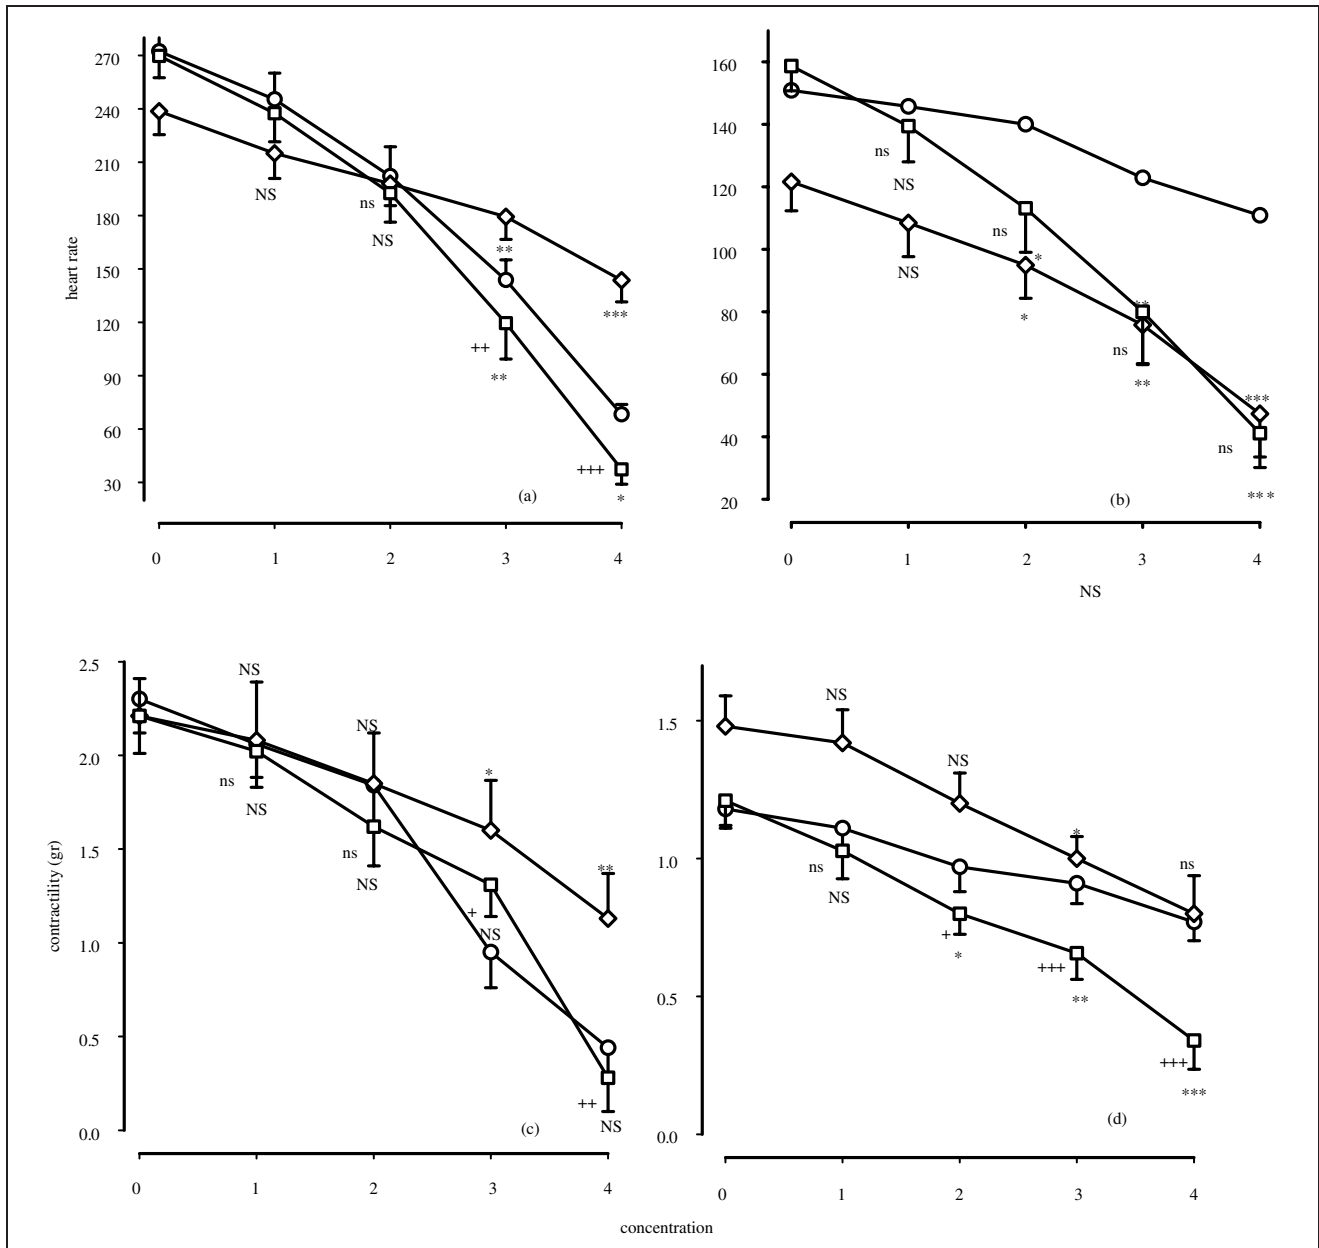 270
240
210
180
150
120
90
60
30
heart rate
NS
ns
NS
**
***
++
**
+++
*
(a)
0 1 2 3 4
160
140
120
100
80
60
40
20
ns
NS
NS
ns
*
*
**
ns
**
***
ns
***
(b)
0 1 2 3 4
NS
2.5
2.0
1.5
1.0
0.5
0.0
contractility (gr)
NS
NS
*
**
ns
NS
ns
NS
+
NS
++
NS
(c)
0 1 2 3 4
1.5
1.0
0.5
0.0
NS
NS
*
ns
ns
NS
+
*
+++
**
+++
***
(d)
0 1 2 3 4
concentration